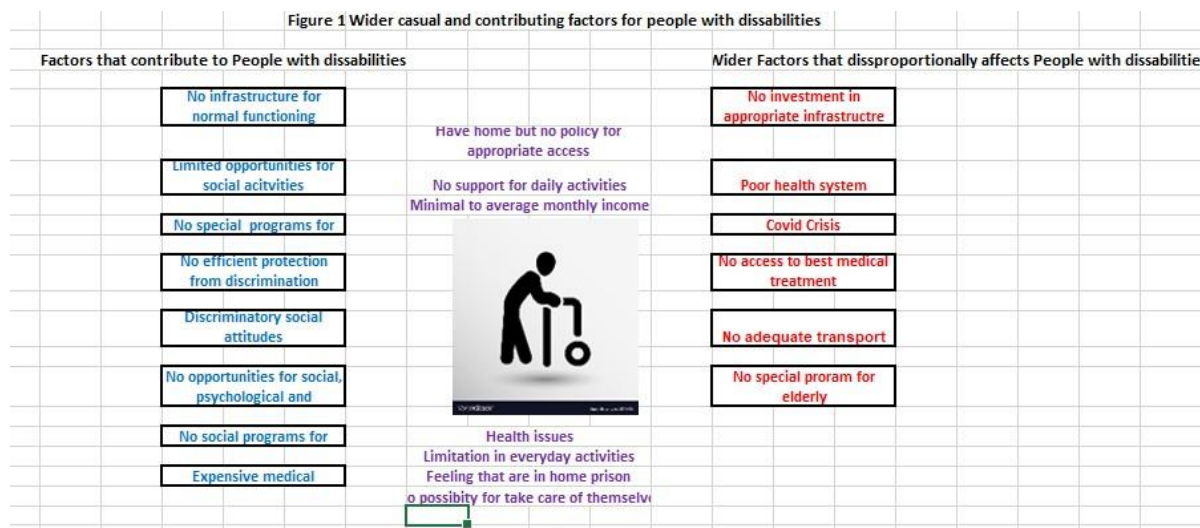 Figure 1 Wider casual and contributing factors for people with dissabilities
Factors that contribute to People with dissabilities
Wider Factors that dissproportionally affects People with dissabilitie
No infrastructure for
normal functioning
Limited opportunities for
social acitvities
No special programs for
No efficient protection
from discrimination
Discriminatory social
attitudes
No opportunities for social,
psychological and
No social programs for
Expensive medical
Have home but no policy for
appropriate access
No support for daily activities
Minimal to average monthly income
Health issues
Limitation in everyday activities
Feeling that are in home prison
o possibity for take care of themselv
No investment in
appropriate infrastructre
Poor health system
Covid Crisis
No access to best medical
treatment
No adequate transport
No special proram for
elderly